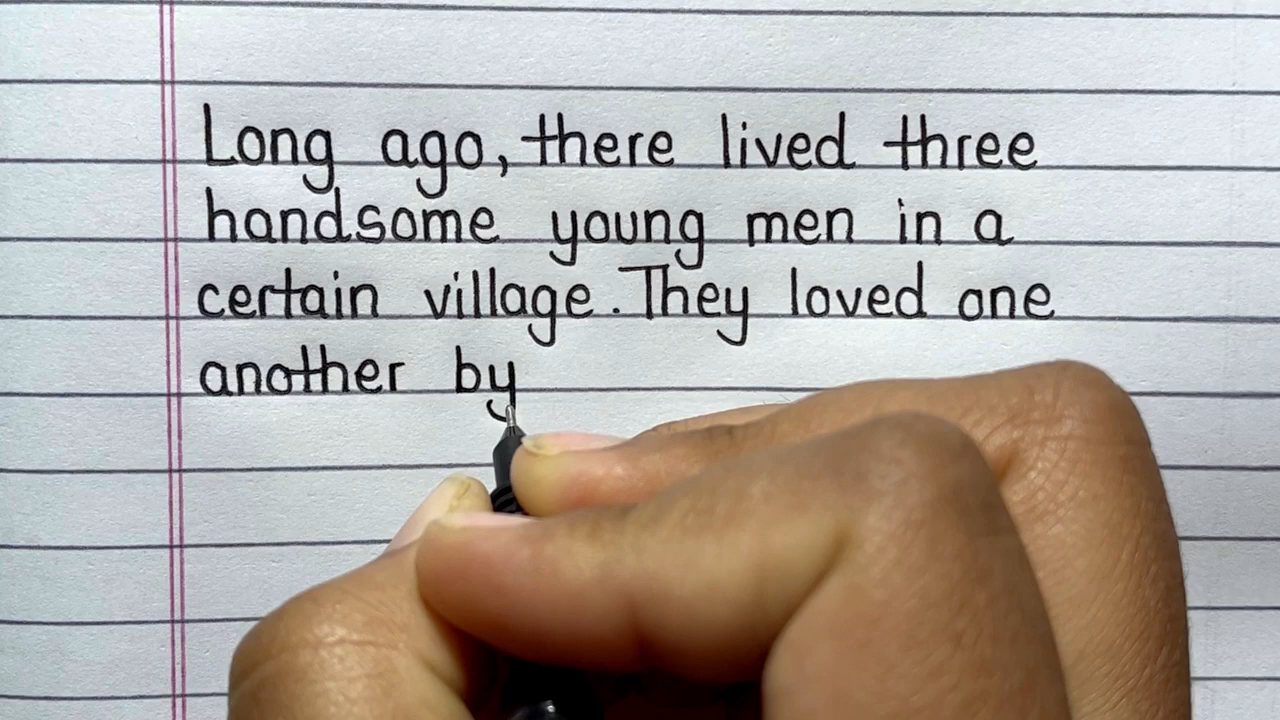 Long ago, there lived three
handsome young men in a
certain village. They loved one
another by